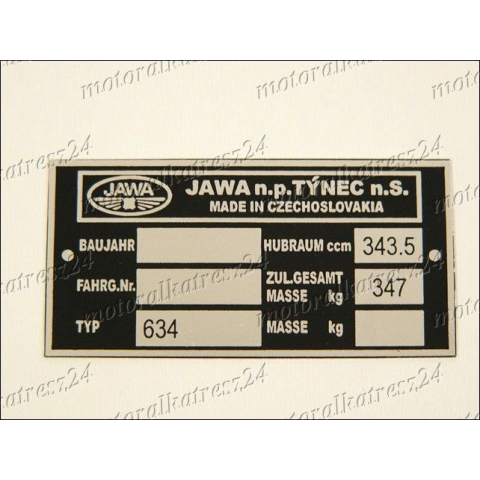 JAWA JAWA n.p. TÝNEC n.S.
MADE IN CZECHOSLOVAKIA
BAUJAHR HUBRAUM ccm 343.5
FAHRG.Nr. ZUL.GESAMT MASSE kg 347
TYP 634 MASSE kg
motoralkatresz24